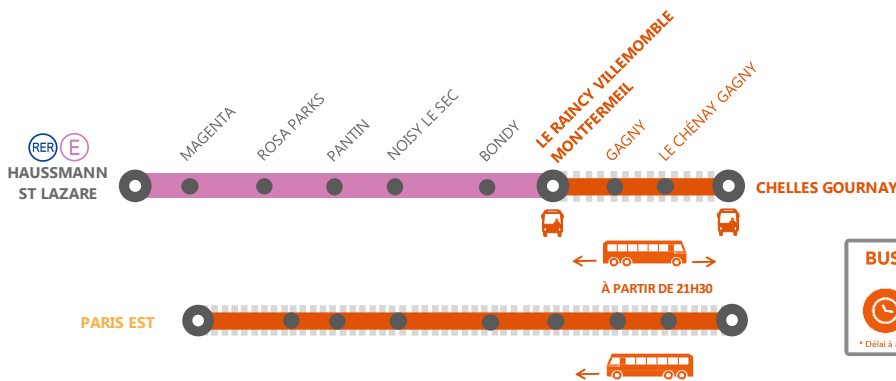 MAGENTA
ROSA PARKS
PANTIN
NOISY LE SEC
BONDY
LE RAINCY VILLEMOMBLE
MONTFERMEIL
GAGNY
LE CHÉNAY GAGNY
RER E
HAUSSMANN
ST LAZARE
CHELLES GOURNAY
À PARTIR DE 21H30
BUS
PARIS EST
* Délai à